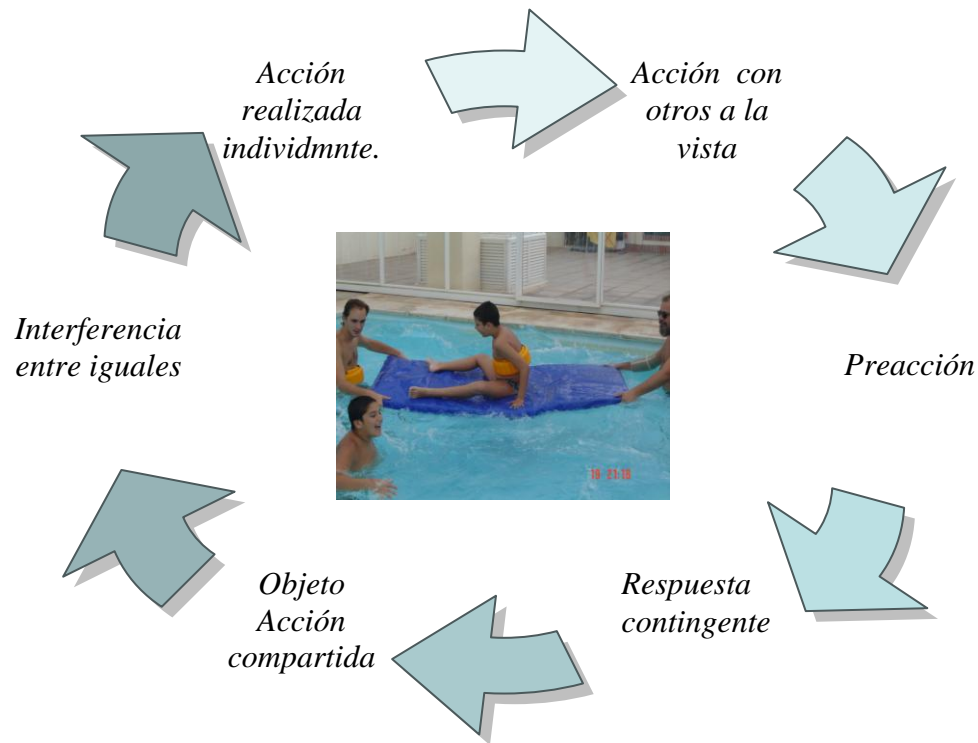 Acción
realizada
individmnte.
Acción con
otros a la
vista
Preacción
Respuesta
contingente
Objeto
Acción
compartida
Interferencia
entre iguales